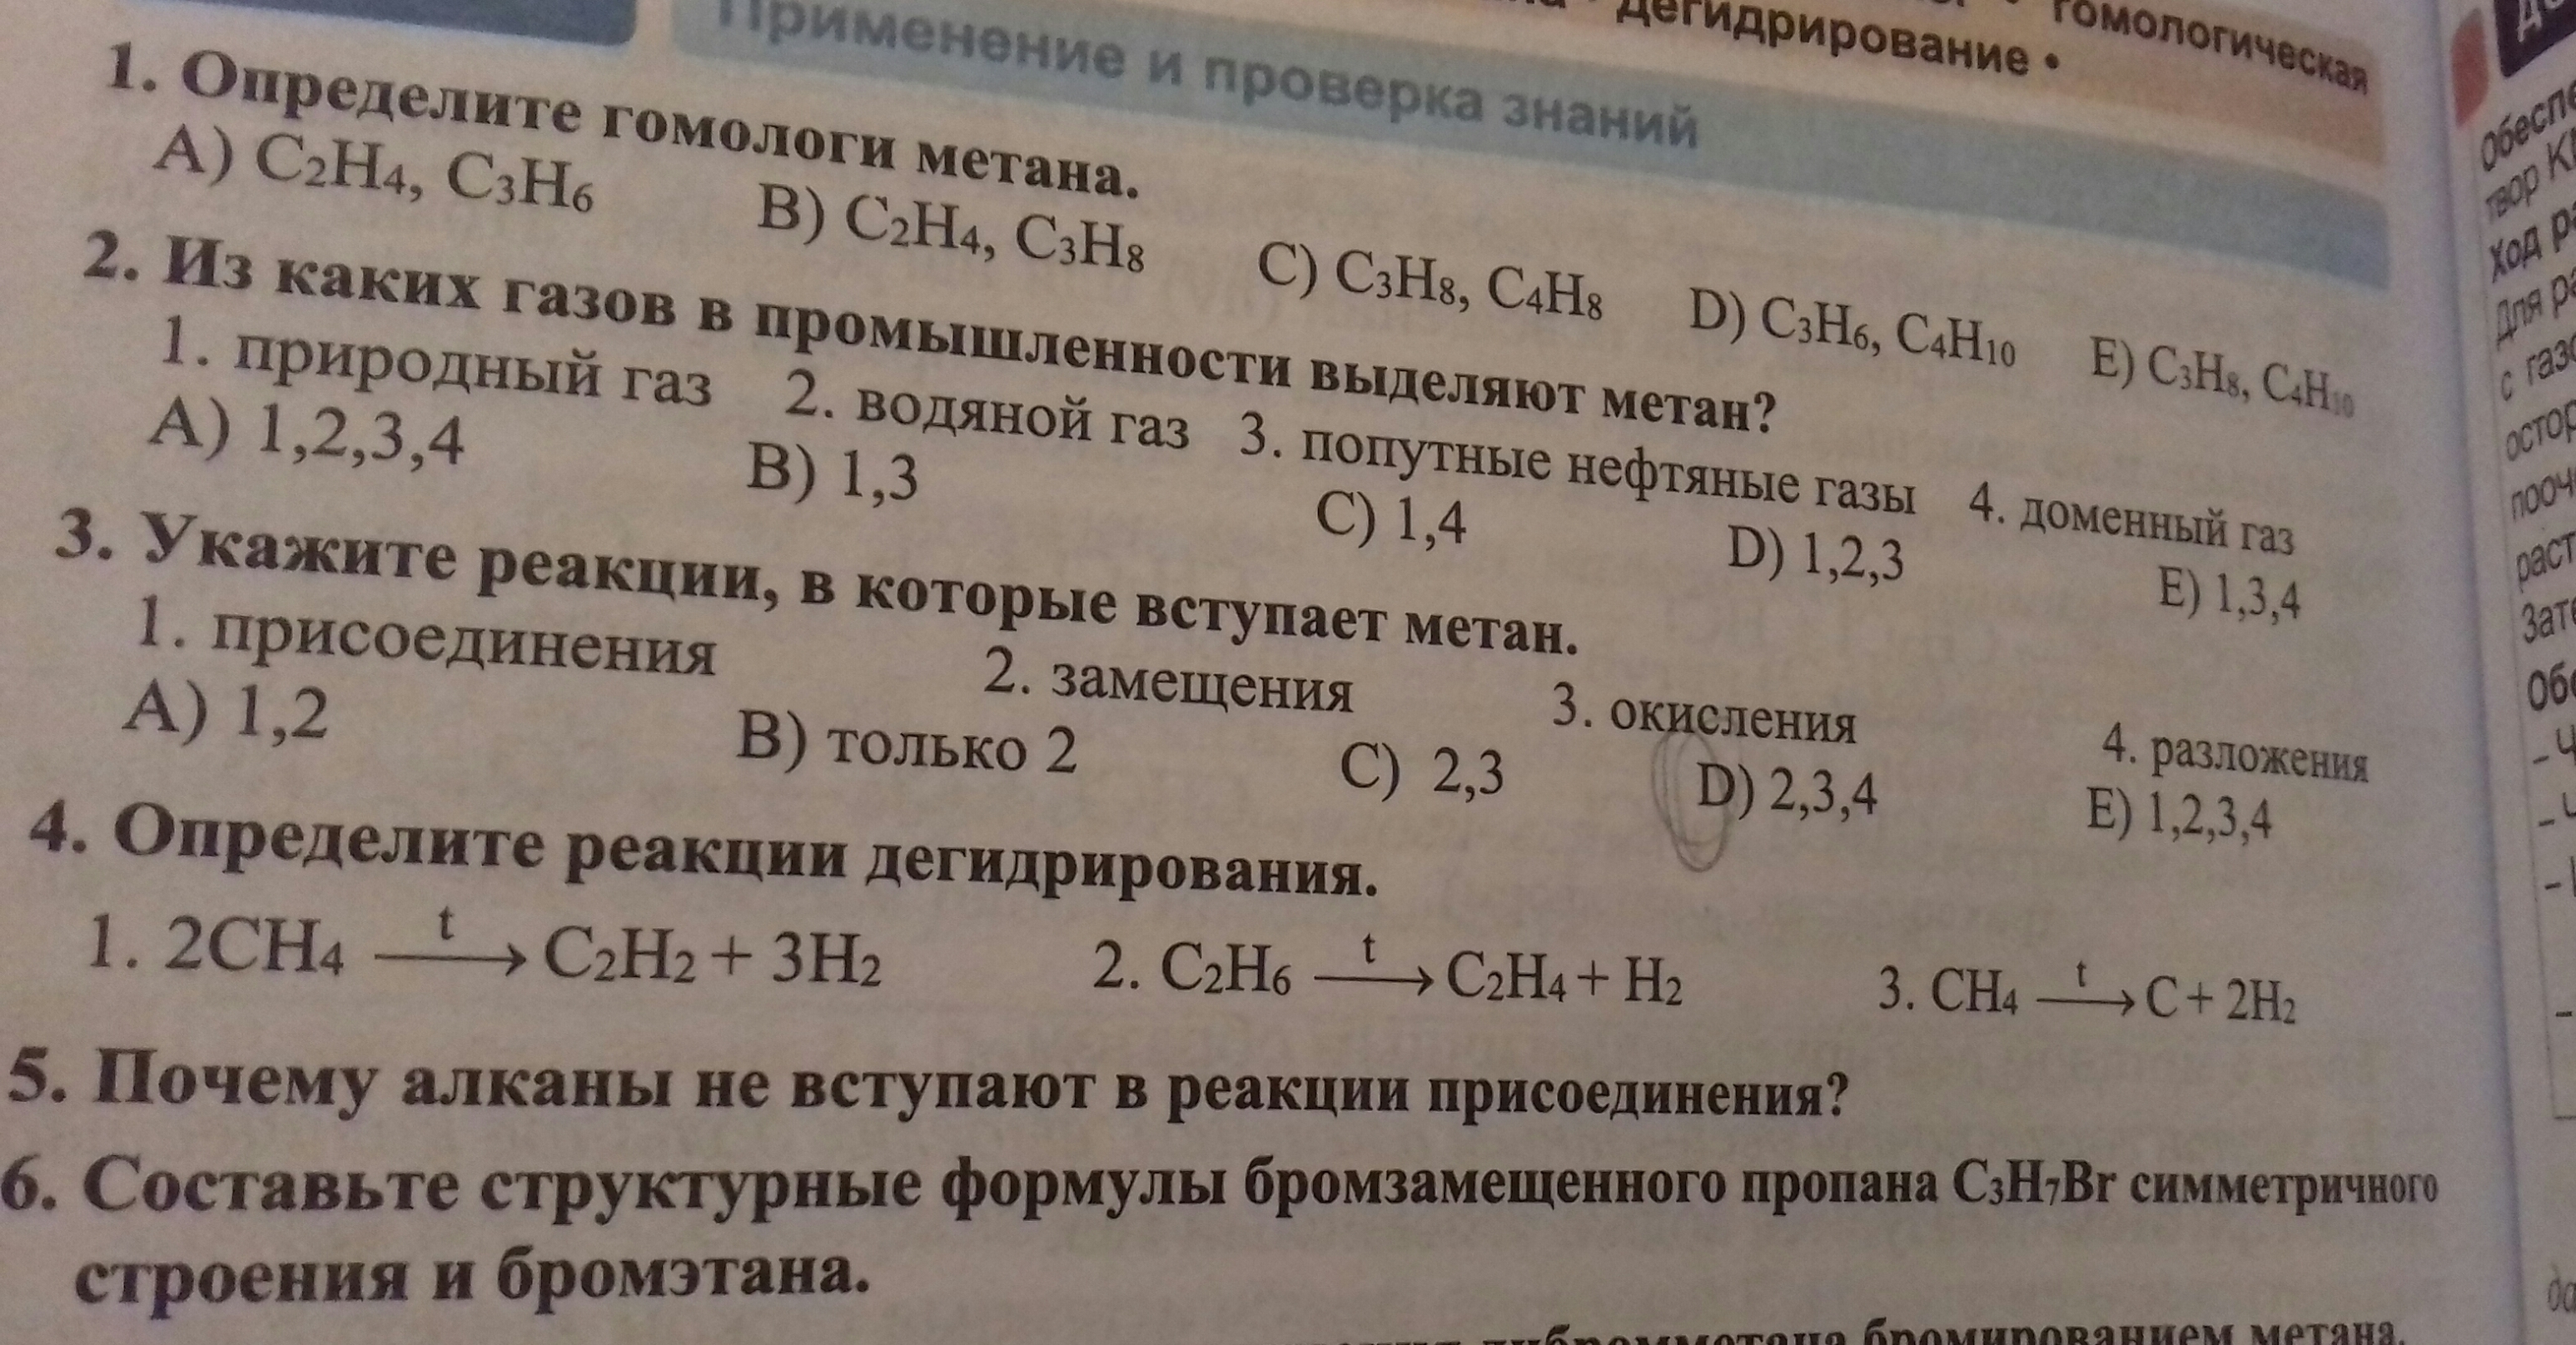 гомологическая
дегидрирование •
Применение и проверка знаний
1. Определите гомологи метана.
A) C₂H₄, C₃H₆ B) C₂H₄, C₃H₈ C) C₃H₈, C₄H₈ D) C₃H₆, C₄H₁₀ E) C₃H₈, C₄H₁₀
2. Из каких газов в промышленности выделяют метан?
1. природный газ 2. водяной газ 3. попутные нефтяные газы 4. доменный газ
A) 1,2,3,4 B) 1,3 C) 1,4 D) 1,2,3 E) 1,3,4
3. Укажите реакции, в которые вступает метан.
1. присоединения 2. замещения 3. окисления 4. разложения
A) 1,2 B) только 2 C) 2,3 D) 2,3,4 E) 1,2,3,4
4. Определите реакции дегидрирования.
1. 2CH₄ —t→ C₂H₂ + 3H₂ 2. C₂H₆ —t→ C₂H₄ + H₂ 3. CH₄ —t→ C + 2H₂
5. Почему алканы не вступают в реакции присоединения?
6. Составьте структурные формулы бромзамещенного пропана C₃H₇Br симметричного
строения и бромэтана.
бромированием метана.
Ход
Для
с